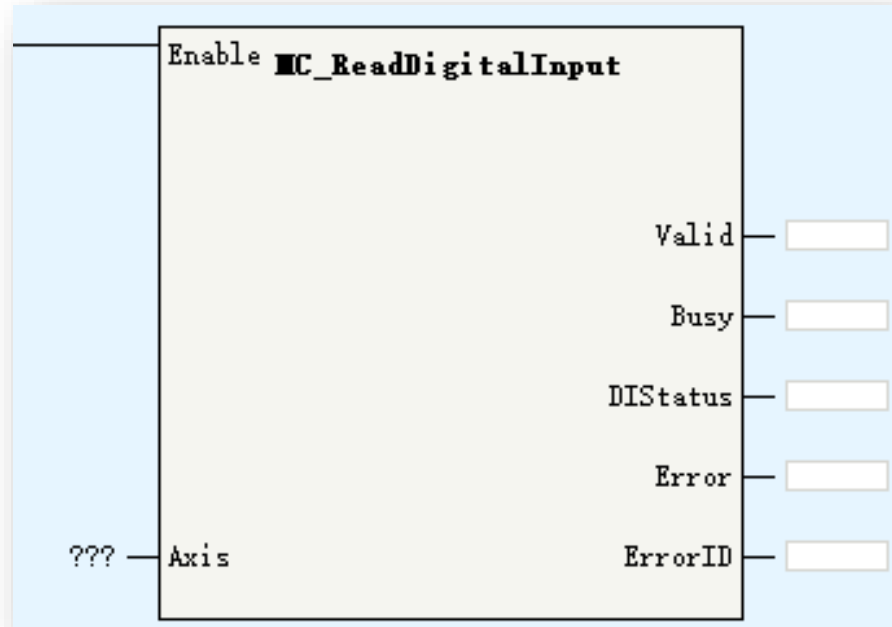 Enable MC_ReadDigitalInput
Valid
Busy
DIStatus
Error
??? Axis ErrorID